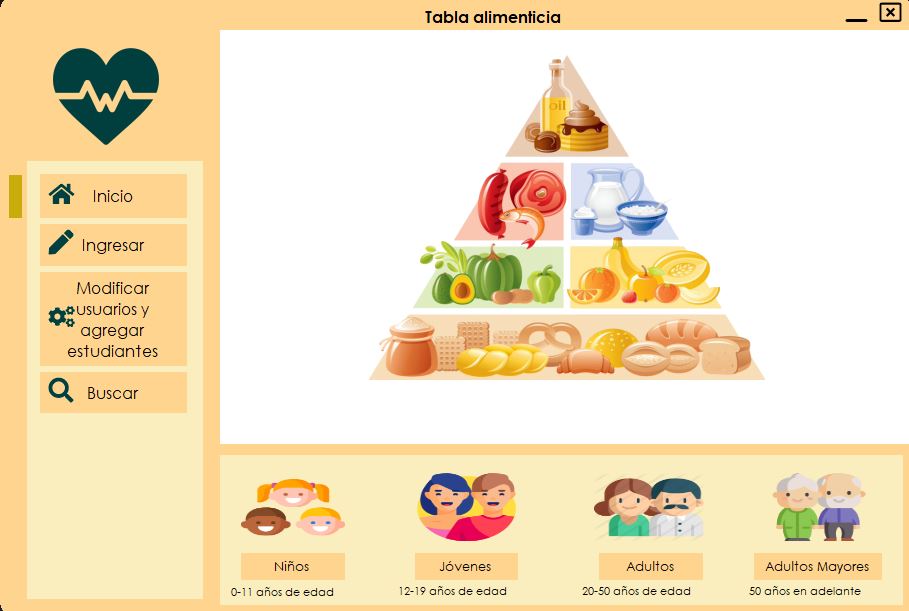 Tabla alimenticia
Inicio
Ingresar
Modificar
usuarios y
agregar
estudiantes
Buscar
oil
Niños
0-11 años de edad
Jóvenes
12-19 años de edad
Adultos
20-50 años de edad
Adultos Mayores
50 años en adelante